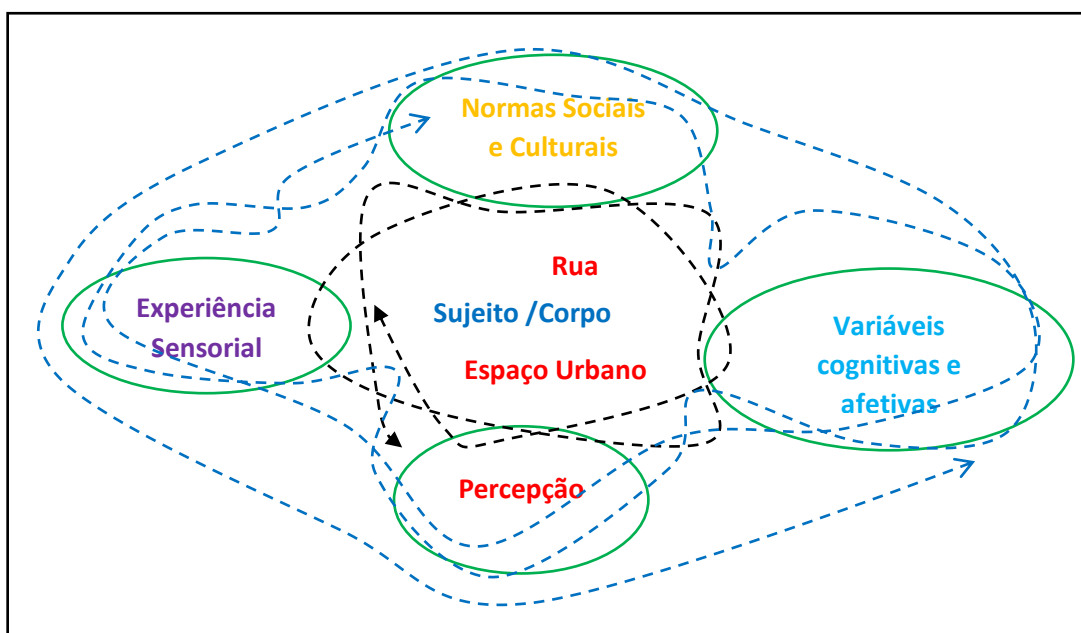 Normas Sociais
e Culturais
Rua
Sujeito /Corpo
Espaço Urbano
Experiência
Sensorial
Variáveis
cognitivas e
afetivas
Percepção